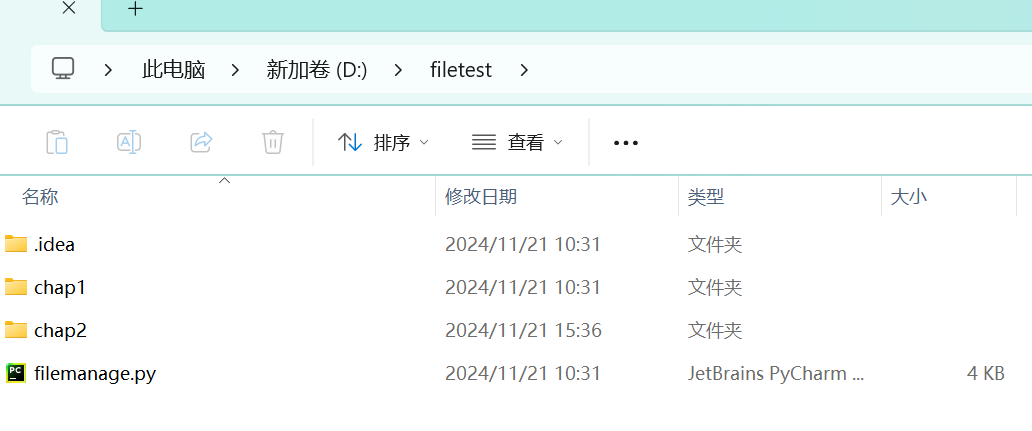 此电脑 新加卷 (D:) filetest
排序 查看
名称 修改日期 类型 大小
.idea 2024/11/21 10:31 文件夹
chap1 2024/11/21 10:31 文件夹
chap2 2024/11/21 15:36 文件夹
filemanage.py 2024/11/21 10:31 JetBrains PyCharm ... 4 KB